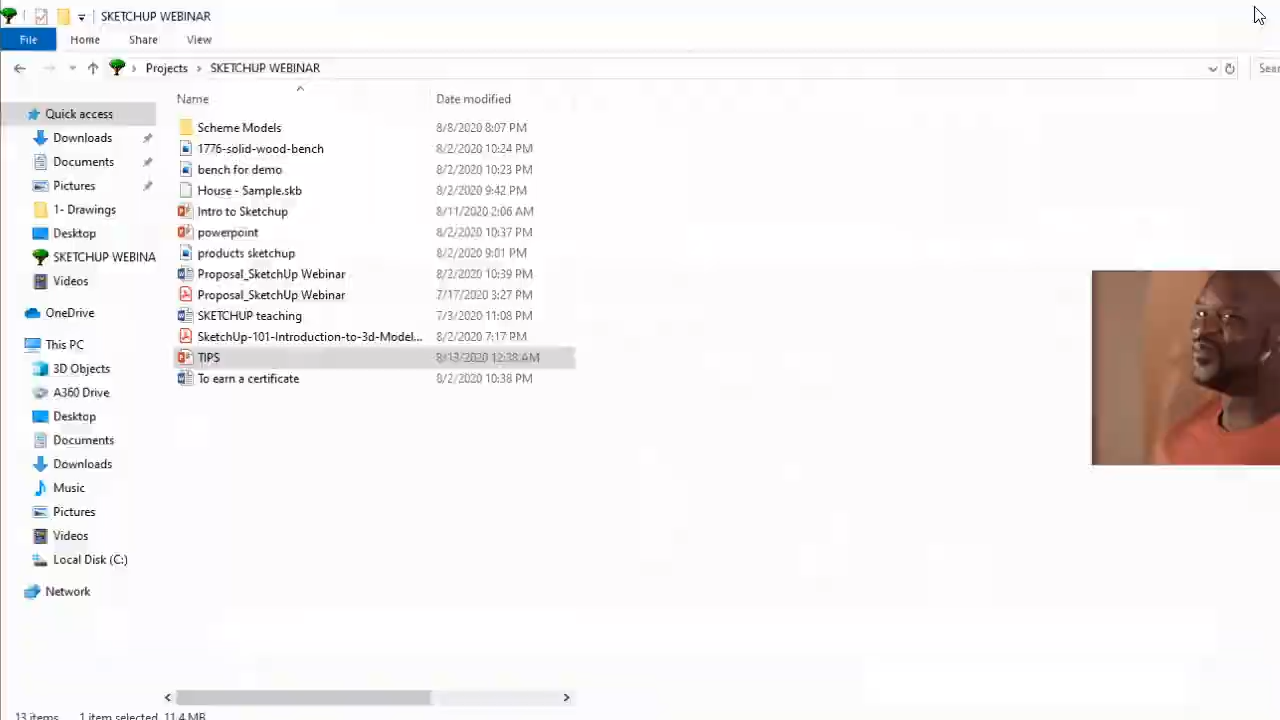 SKETCHUP WEBINAR
File Home Share View
Projects SKETCHUP WEBINAR
Sear
Name Date modified
Quick access
Downloads
Documents
Pictures
1- Drawings
Desktop
SKETCHUP WEBINA
Videos
OneDrive
This PC
3D Objects
A360 Drive
Desktop
Documents
Downloads
Music
Pictures
Videos
Local Disk (C:)
Network
Scheme Models 8/8/2020 8:07 PM
1776-solid-wood-bench 8/2/2020 10:24 PM
bench for demo 8/2/2020 10:23 PM
House - Sample.skb 8/2/2020 9:42 PM
Intro to Sketchup 8/11/2020 2:06 AM
powerpoint 8/2/2020 10:37 PM
products sketchup 8/2/2020 9:01 PM
Proposal_SketchUp Webinar 8/2/2020 10:39 PM
Proposal_SketchUp Webinar 7/17/2020 3:27 PM
SKETCHUP teaching 7/3/2020 11:08 PM
SketchUp-101-Introduction-to-3d-Model... 8/2/2020 7:17 PM
TIPS 8/13/2020 12:38 AM
To earn a certificate 8/2/2020 10:38 PM
13 items 1 item selected 11.4 MB